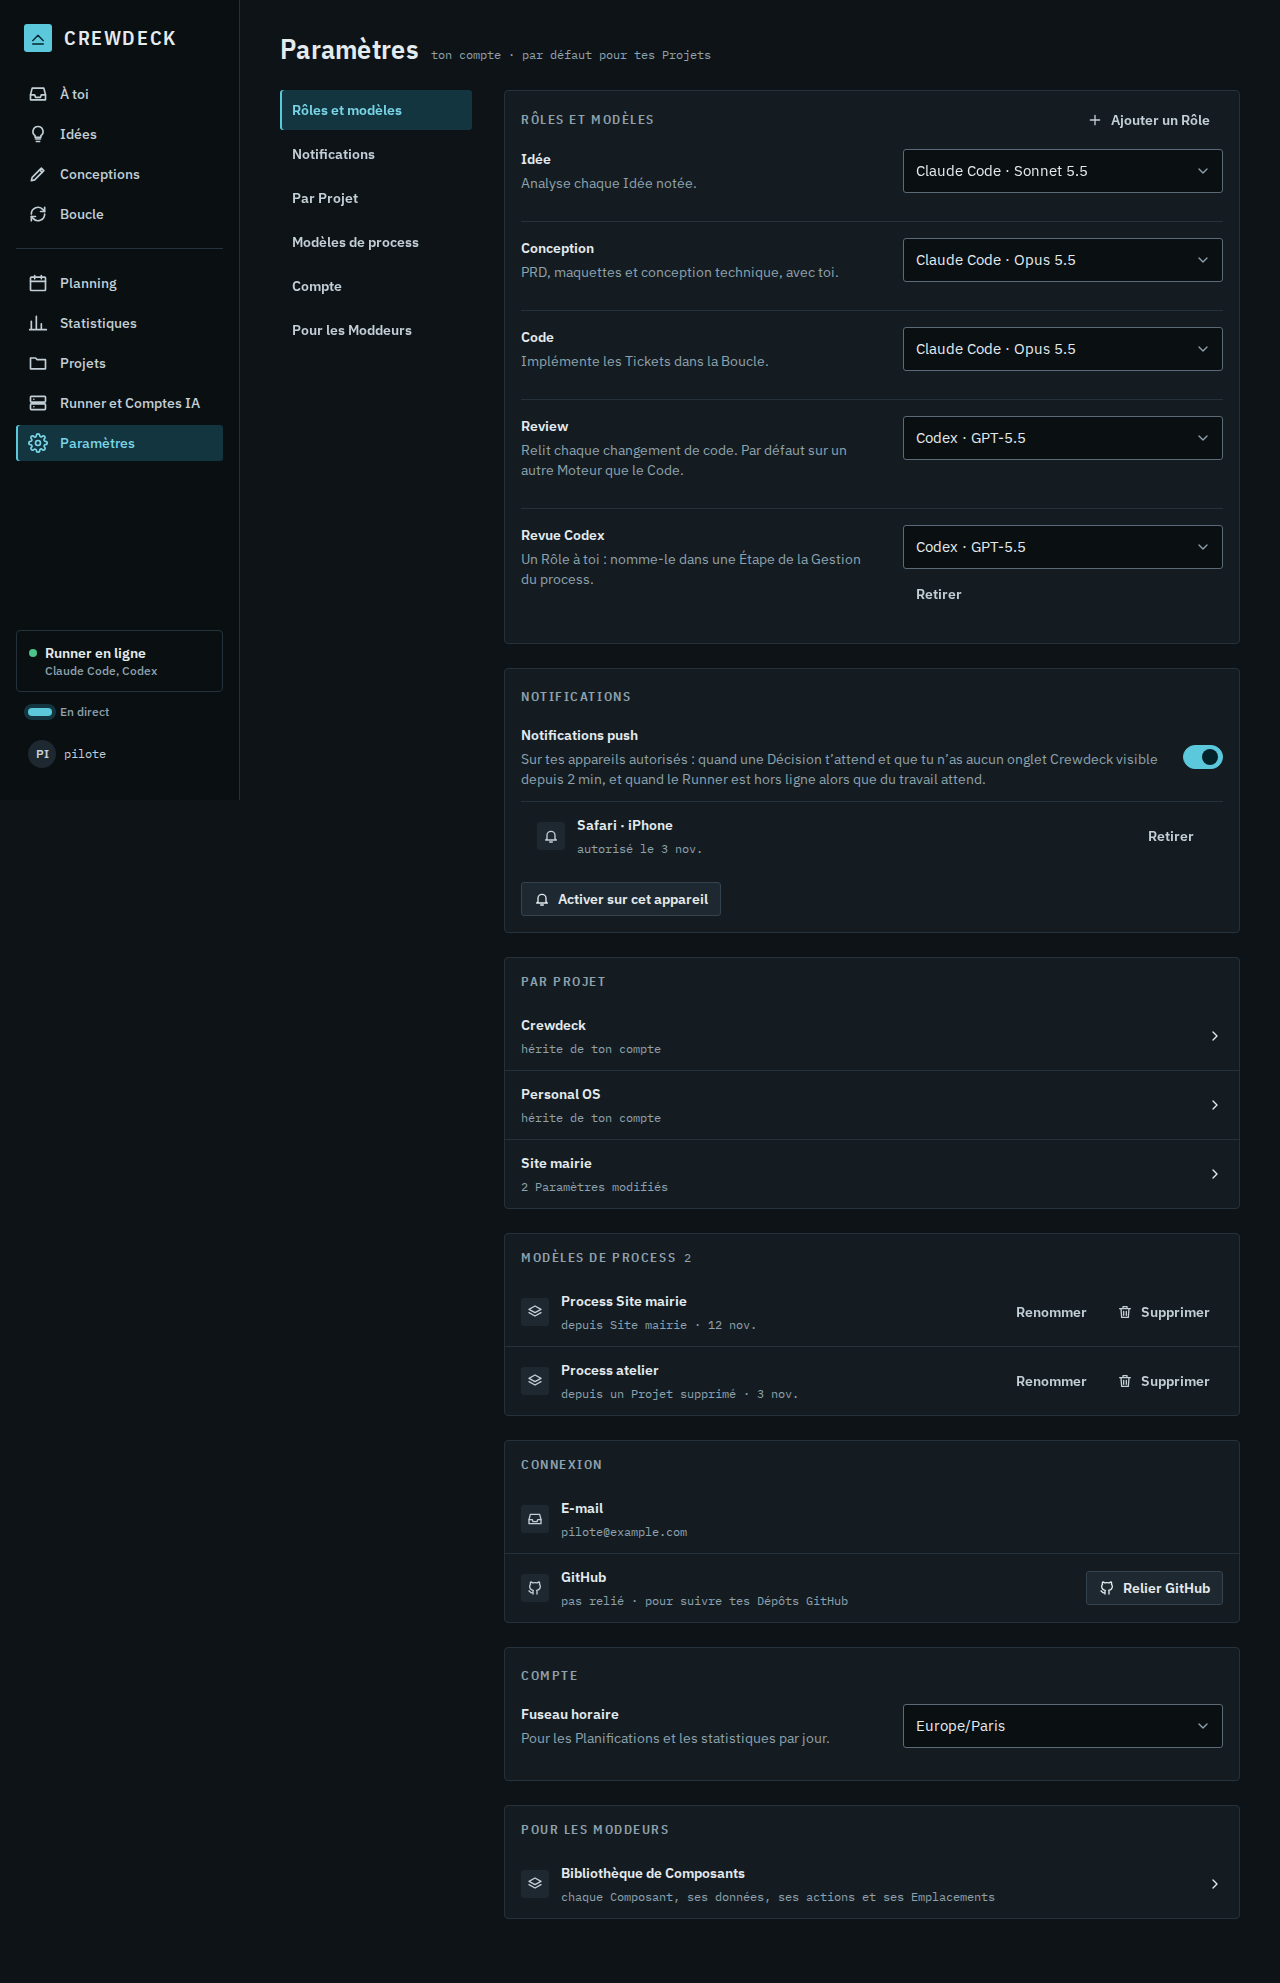 CREWDECK
À toi
Idées
Conceptions
Boucle
Planning
Statistiques
Projets
Runner et Comptes IA
Paramètres
Runner en ligne
Claude Code, Codex
En direct
PI pilote
Paramètres ton compte · par défaut pour tes Projets
Rôles et modèles
Notifications
Par Projet
Modèles de process
Compte
Pour les Moddeurs
RÔLES ET MODÈLES
Ajouter un Rôle
Idée
Analyse chaque Idée notée.
Claude Code · Sonnet 5.5
Conception
PRD, maquettes et conception technique, avec toi.
Claude Code · Opus 5.5
Code
Implémente les Tickets dans la Boucle.
Claude Code · Opus 5.5
Review
Relit chaque changement de code. Par défaut sur un
autre Moteur que le Code.
Codex · GPT-5.5
Revue Codex
Un Rôle à toi : nomme-le dans une Étape de la Gestion
du process.
Codex · GPT-5.5
Retirer
NOTIFICATIONS
Notifications push
Sur tes appareils autorisés : quand une Décision t’attend et que tu n’as aucun onglet Crewdeck visible
depuis 2 min, et quand le Runner est hors ligne alors que du travail attend.
Safari · iPhone
autorisé le 3 nov.
Retirer
Activer sur cet appareil
PAR PROJET
Crewdeck
hérite de ton compte
Personal OS
hérite de ton compte
Site mairie
2 Paramètres modifiés
MODÈLES DE PROCESS 2
Process Site mairie
depuis Site mairie · 12 nov.
Renommer
Supprimer
Process atelier
depuis un Projet supprimé · 3 nov.
Renommer
Supprimer
CONNEXION
E-mail
pilote@example.com
GitHub
pas relié · pour suivre tes Dépôts GitHub
Relier GitHub
COMPTE
Fuseau horaire
Pour les Planifications et les statistiques par jour.
Europe/Paris
POUR LES MODDEURS
Bibliothèque de Composants
chaque Composant, ses données, ses actions et ses Emplacements